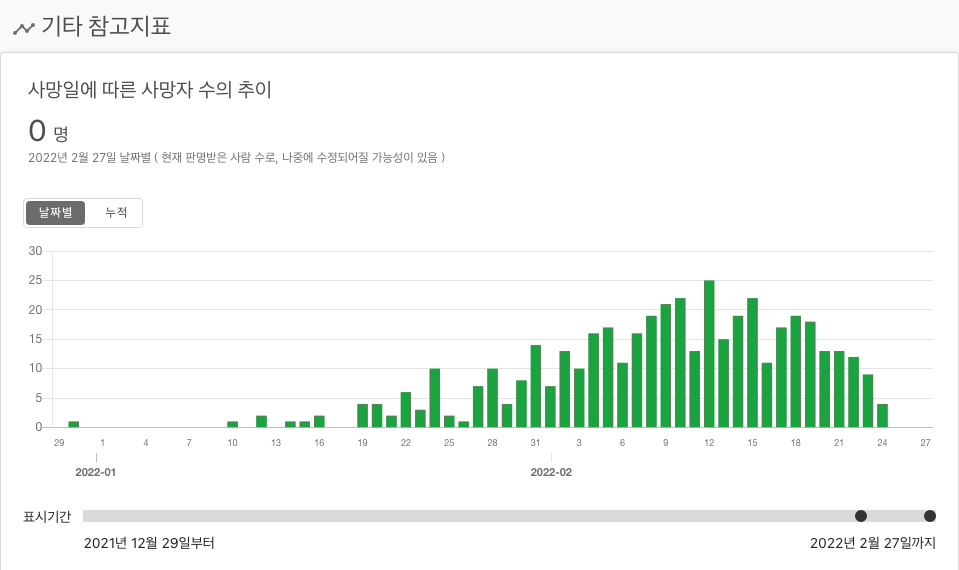 기타 참고지표
사망일에 따른 사망자 수의 추이
0 명
2022년 2월 27일 날짜별 ( 현재 판명받은 사람 수로, 나중에 수정되어질 가능성이 있음 )
날짜별 누적
30
25
20
15
10
5
0
29 1 4 7 10 13 16 19 22 25 28 31 3 6 9 12 15 18 21 24 27
2022-01 2022-02
표시기간
2021년 12월 29일부터 2022년 2월 27일까지